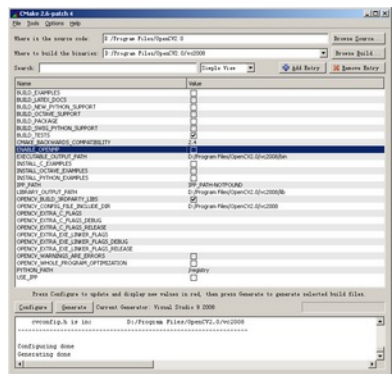 CMake 2.6-patch 4
File Tools Options Help
Where is the source code: D:/Program Files/OpenCV2.0 Browse Source...
Where to build the binaries: D:/Program Files/OpenCV2.0/vc2008 Browse Build...
Search: Simple View Add Entry Remove Entry
Name Value
BUILD_EXAMPLES
BUILD_LATEX_DOCS
BUILD_NEW_PYTHON_SUPPORT
BUILD_OCTAVE_SUPPORT
BUILD_PACKAGE
BUILD_SWIG_PYTHON_SUPPORT
BUILD_TESTS
CMAKE_BACKWARDS_COMPATIBILITY 2.4
ENABLE_OPENMP
EXECUTABLE_OUTPUT_PATH D:/Program Files/OpenCV2.0/vc2008/bin
INSTALL_C_EXAMPLES
INSTALL_OCTAVE_EXAMPLES
INSTALL_PYTHON_EXAMPLES
IPP_PATH IPP_PATH-NOTFOUND
LIBRARY_OUTPUT_PATH D:/Program Files/OpenCV2.0/vc2008/lib
OPENCV_BUILD_3RDPARTY_LIBS
OPENCV_CONFIG_FILE_INCLUDE_DIR D:/Program Files/OpenCV2.0/vc2008
OPENCV_EXTRA_C_FLAGS
OPENCV_EXTRA_C_FLAGS_DEBUG
OPENCV_EXTRA_C_FLAGS_RELEASE
OPENCV_EXTRA_EXE_LINKER_FLAGS
OPENCV_EXTRA_EXE_LINKER_FLAGS_DEBUG
OPENCV_EXTRA_EXE_LINKER_FLAGS_RELEASE
OPENCV_WARNINGS_ARE_ERRORS
OPENCV_WHOLE_PROGRAM_OPTIMIZATION
PYTHON_PATH /registry
USE_IPP
Press Configure to update and display new values in red, then press Generate to generate selected build files.
Configure Generate Current Generator: Visual Studio 9 2008
cvconfig.h is in: D:/Program Files/OpenCV2.0/vc2008
Configuring done
Generating done